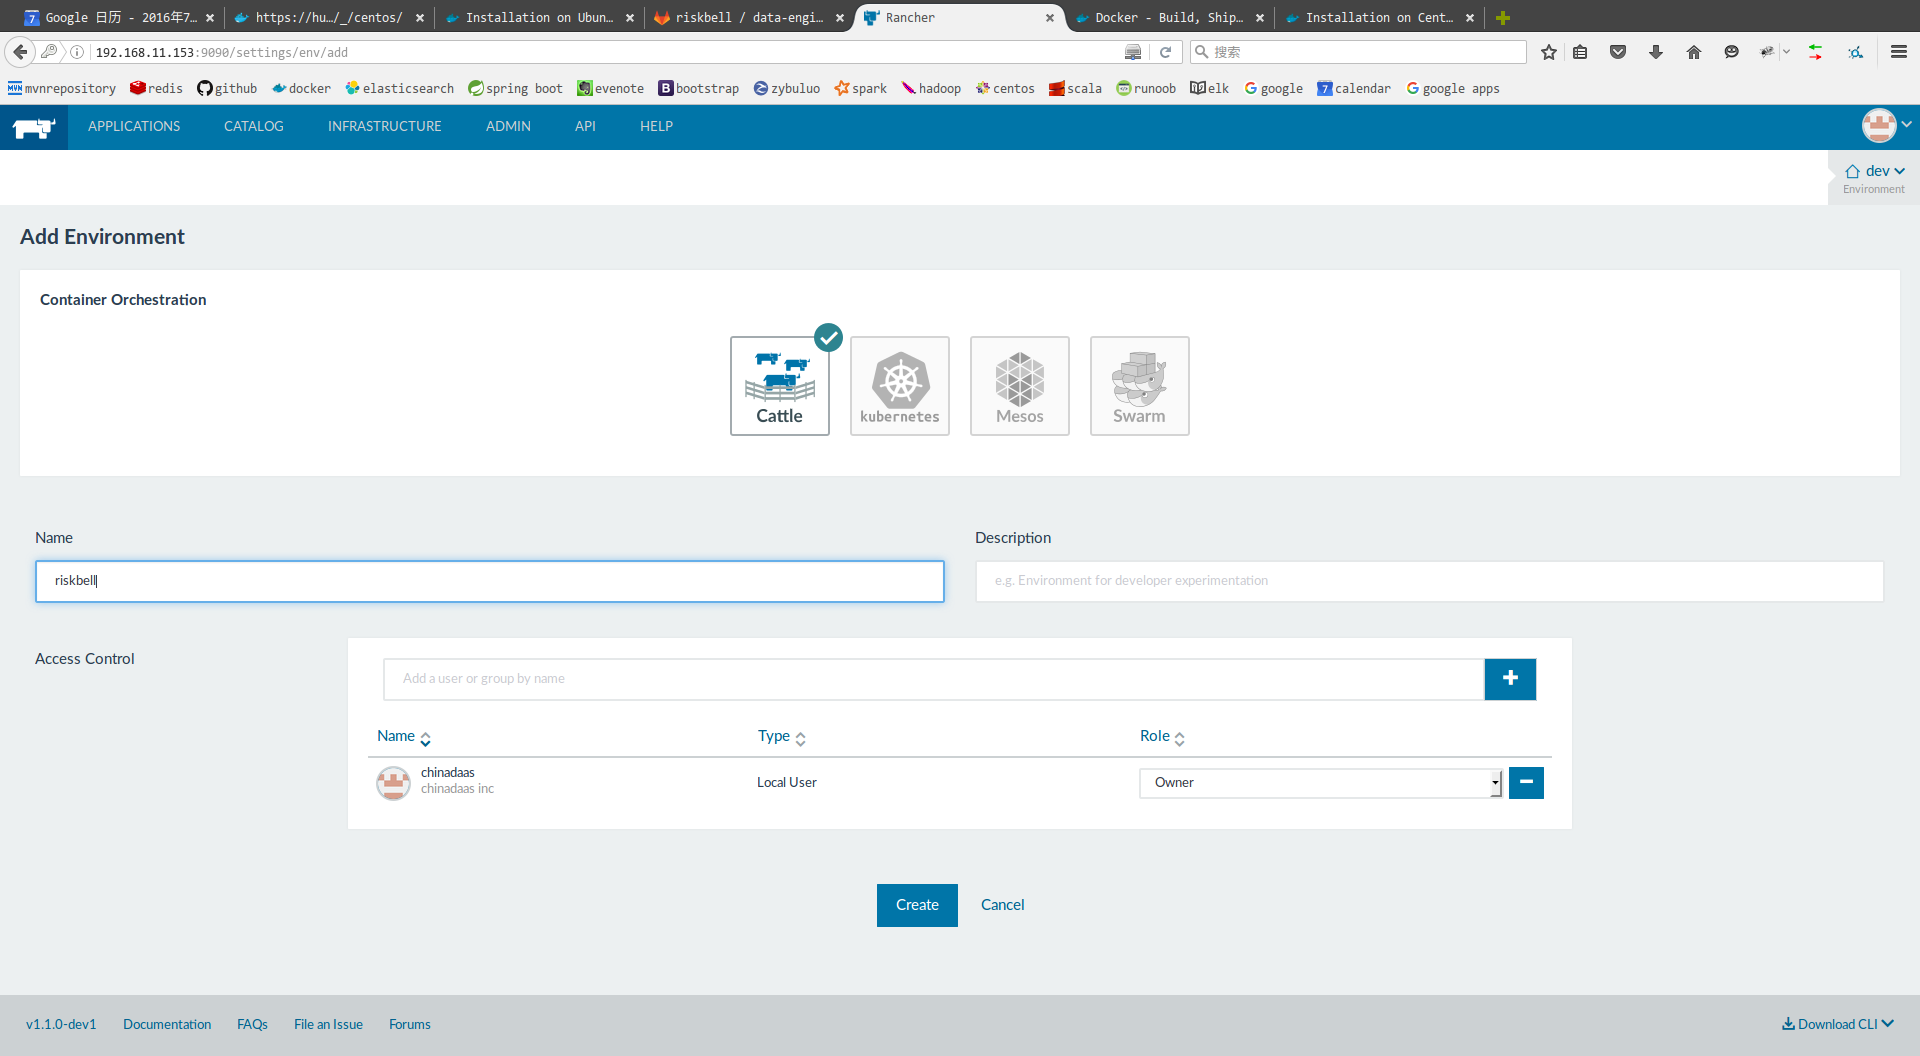 Google 日历 - 2016年7...
https://hu.../_/centos/
Installation on Ubun...
riskbell / data-engi...
Rancher
Docker - Build, Ship...
Installation on Cent...
192.168.11.153:9090/settings/env/add
搜索
mvnrepository
redis
github
docker
elasticsearch
spring boot
evenote
bootstrap
zybuluo
spark
hadoop
centos
scala
runoob
elk
google
calendar
google apps
APPLICATIONS
CATALOG
INFRASTRUCTURE
ADMIN
API
HELP
dev
Environment
Add Environment
Container Orchestration
Cattle
kubernetes
Mesos
Swarm
Name
Description
riskbell
e.g. Environment for developer experimentation
Access Control
Add a user or group by name
Name
Type
Role
chinadaas
chinadaas inc
Local User
Owner
Create
Cancel
v1.1.0-dev1
Documentation
FAQs
File an Issue
Forums
Download CLI